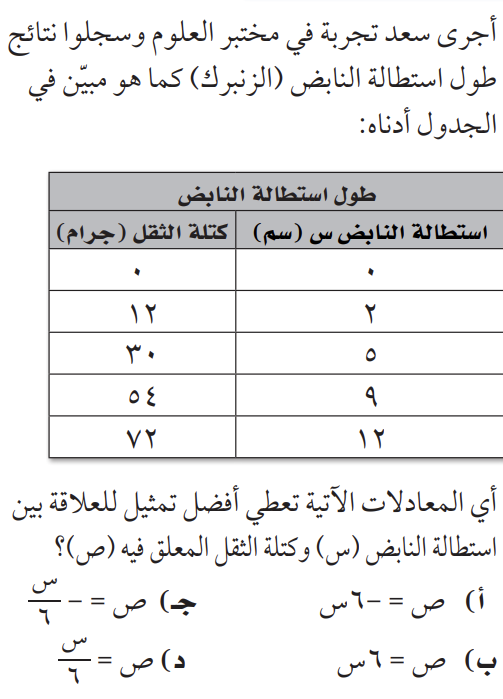 أجرى سعد تجربة في مختبر العلوم وسجلوا نتائج
طول استطالة النابض (الزنبرك) كما هو مبيّن في
الجدول أدناه:
طول استطالة النابض
استطالة النابض س (سم) كتلة الثقل (جرام)
٠ ٠
٢ ١٢
٥ ٣٠
٩ ٥٤
١٢ ٧٢
أي المعادلات الآتية تعطي أفضل تمثيل للعلاقة بين
استطالة النابض (س) وكتلة الثقل المعلق فيه (ص)؟
أ) ص = –٦س جـ) ص = – س/٦
ب) ص = ٦س د) ص = س/٦